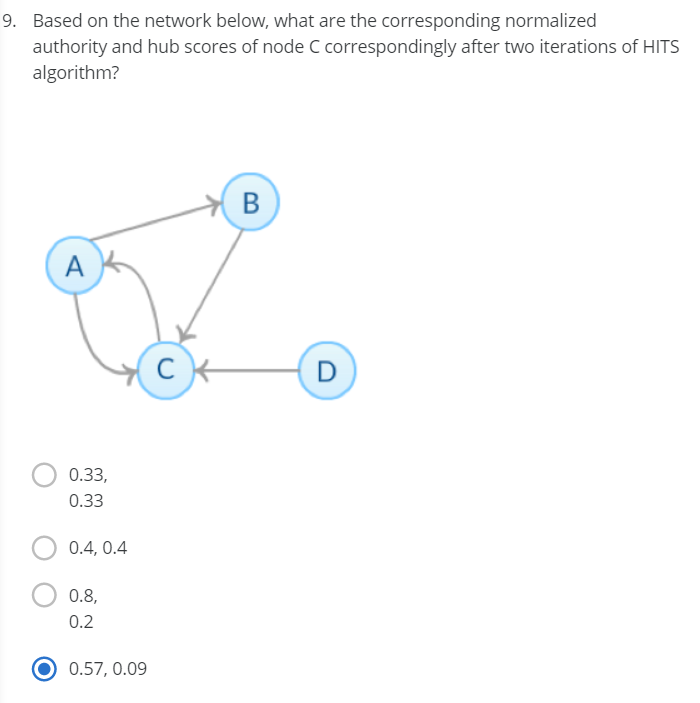 9. Based on the network below, what are the corresponding normalized
authority and hub scores of node C correspondingly after two iterations of HITS
algorithm?
B
A
C
D
0.33,
0.33
0.4, 0.4
0.8,
0.2
0.57, 0.09